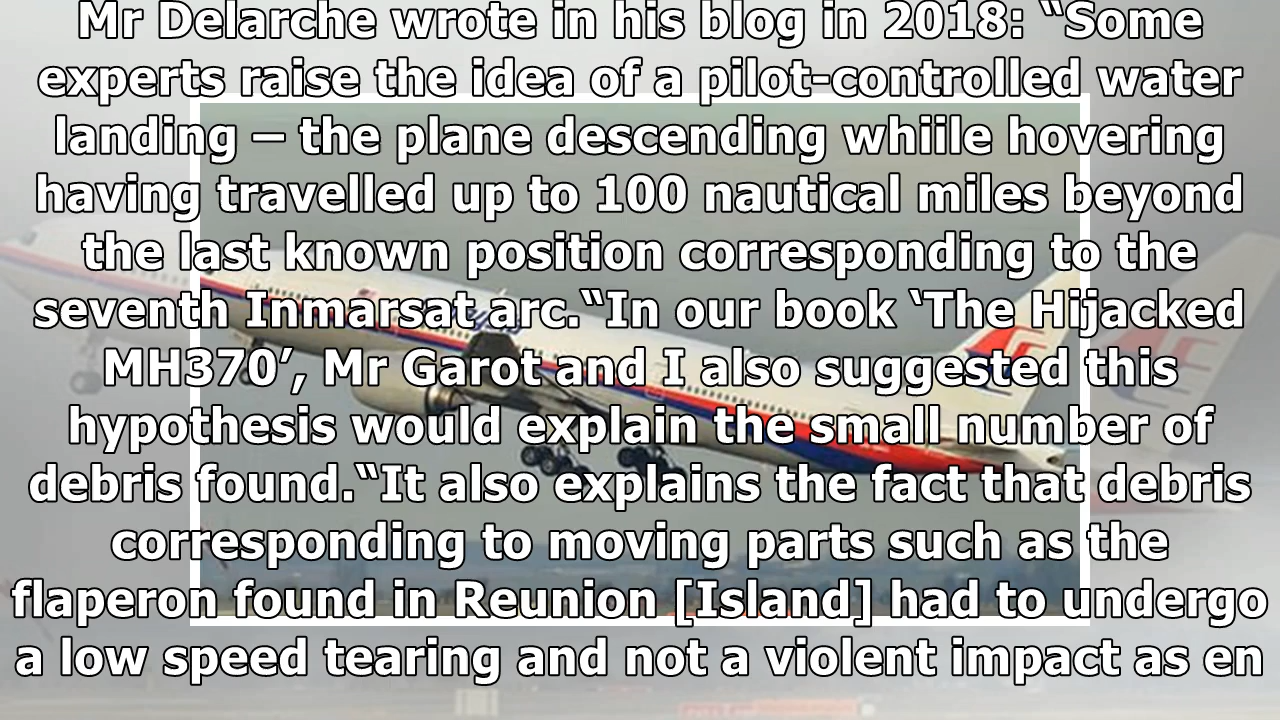 Mr Delarche wrote in his blog in 2018: “Some
experts raise the idea of a pilot-controlled water
landing – the plane descending whiile hovering
having travelled up to 100 nautical miles beyond
the last known position corresponding to the
seventh Inmarsat arc.“In our book ‘The Hijacked
MH370’, Mr Garot and I also suggested this
hypothesis would explain the small number of
debris found.“It also explains the fact that debris
corresponding to moving parts such as the
flaperon found in Reunion [Island] had to undergo
a low speed tearing and not a violent impact as en